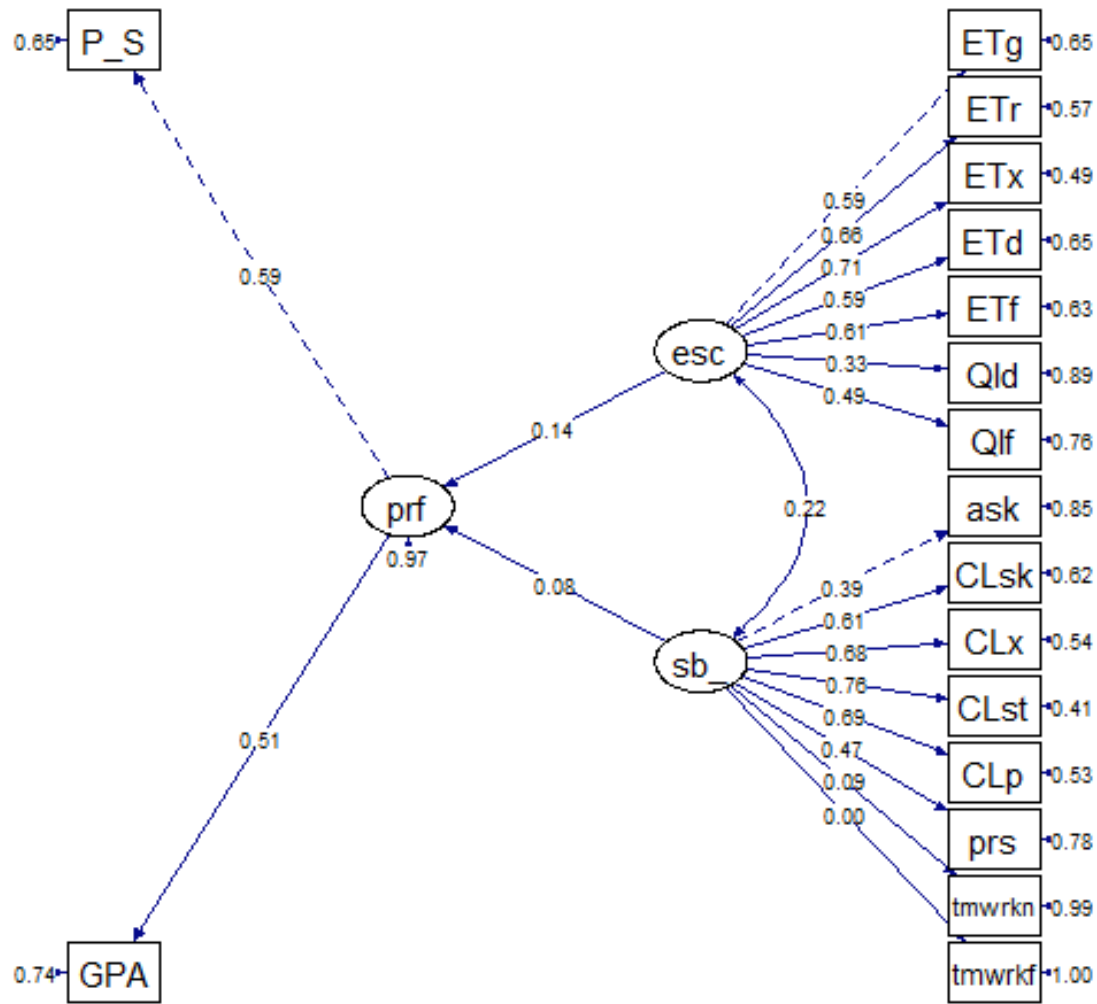 0.65 P_S ETg 0.65
ETr 0.57
ETx 0.49
0.59
0.66
ETd 0.65
0.71
0.59
0.59
ETf 0.63
0.61
esc
0.33 Qld 0.89
0.49
0.14 Qlf 0.76
prf ask 0.85
0.22
0.97
CLsk 0.62
0.08 0.39
0.61
CLx 0.54
0.68
sb_
0.76
CLst 0.41
0.69
0.51 0.47
CLp 0.53
0.09
0.00
prs 0.78
tmwrkn 0.99
0.74 GPA tmwrkf 1.00